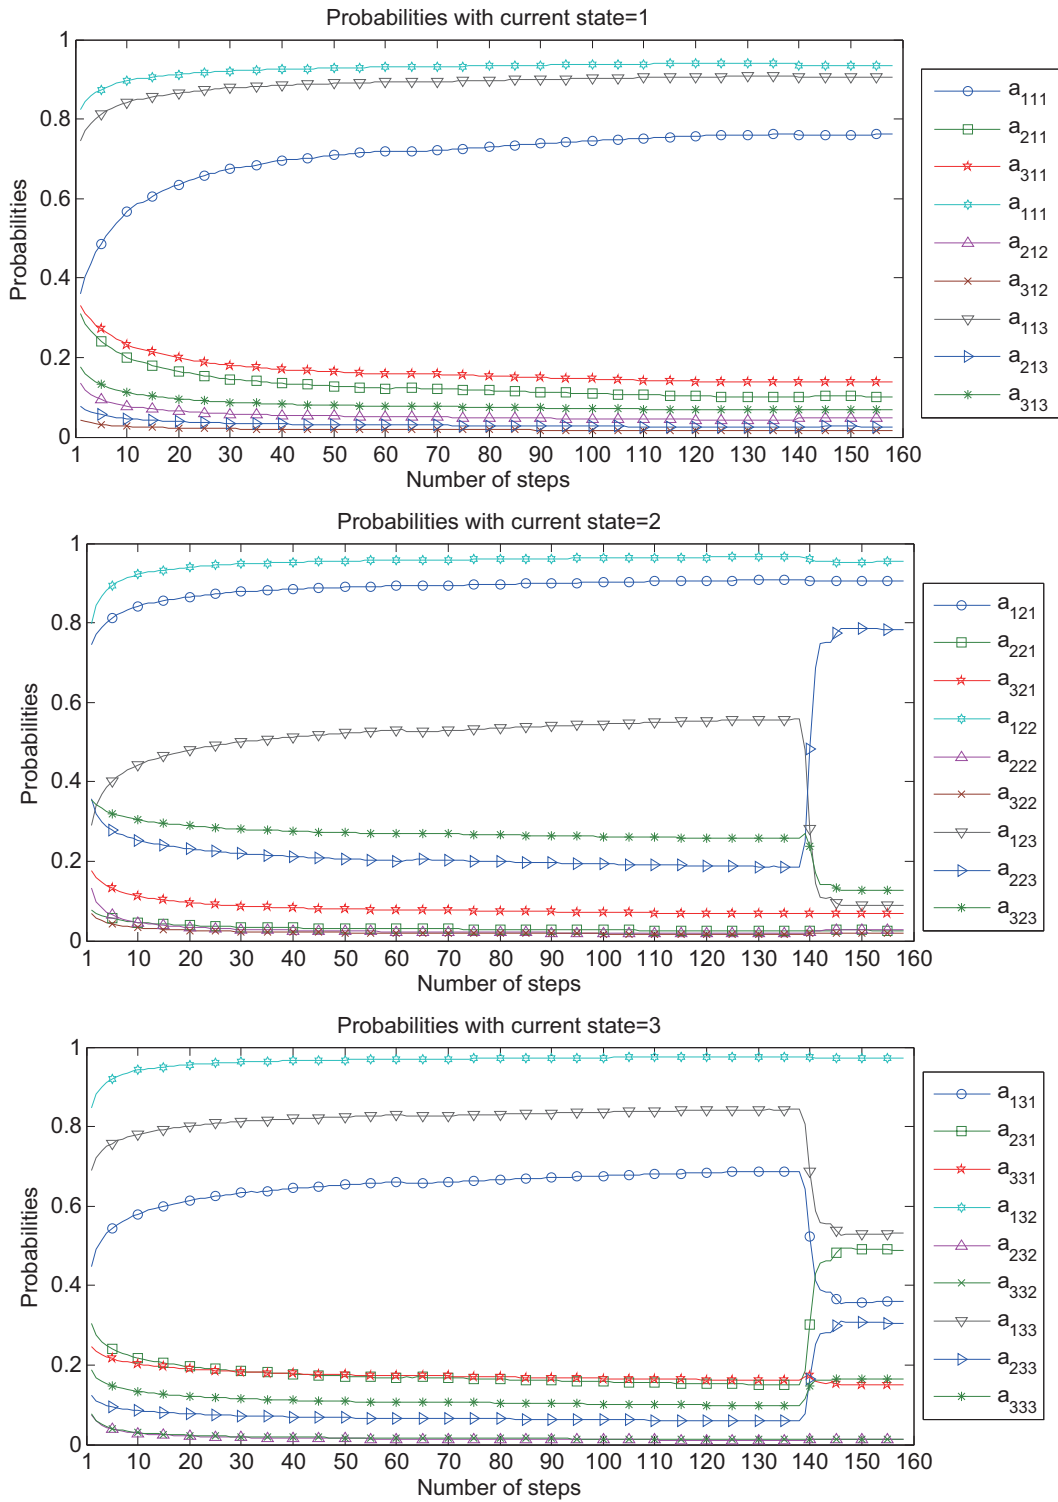 Probabilities with current state=1
1
0.8
0.6
0.4
0.2
0
Probabilities
1 10 20 30 40 50 60 70 80 90 100 110 120 130 140 150 160
Number of steps
a111
a211
a311
a111
a212
a312
a113
a213
a313
Probabilities with current state=2
1
0.8
0.6
0.4
0.2
0
Probabilities
1 10 20 30 40 50 60 70 80 90 100 110 120 130 140 150 160
Number of steps
a121
a221
a321
a122
a222
a322
a123
a223
a323
Probabilities with current state=3
1
0.8
0.6
0.4
0.2
0
Probabilities
1 10 20 30 40 50 60 70 80 90 100 110 120 130 140 150 160
Number of steps
a131
a231
a331
a132
a232
a332
a133
a233
a333